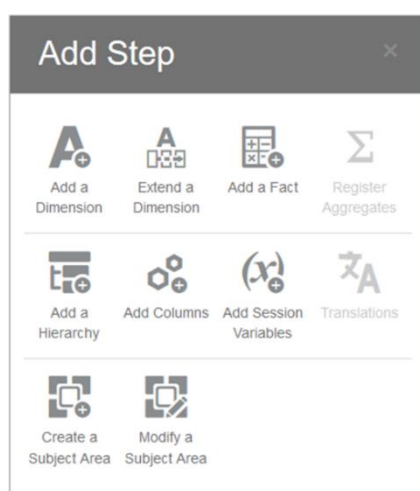 Add Step
Add a
Dimension
Extend a
Dimension
Add a Fact
Register
Aggregates
Add a
Hierarchy
Add Columns
Add Session
Variables
Translations
Create a
Subject Area
Modify a
Subject Area